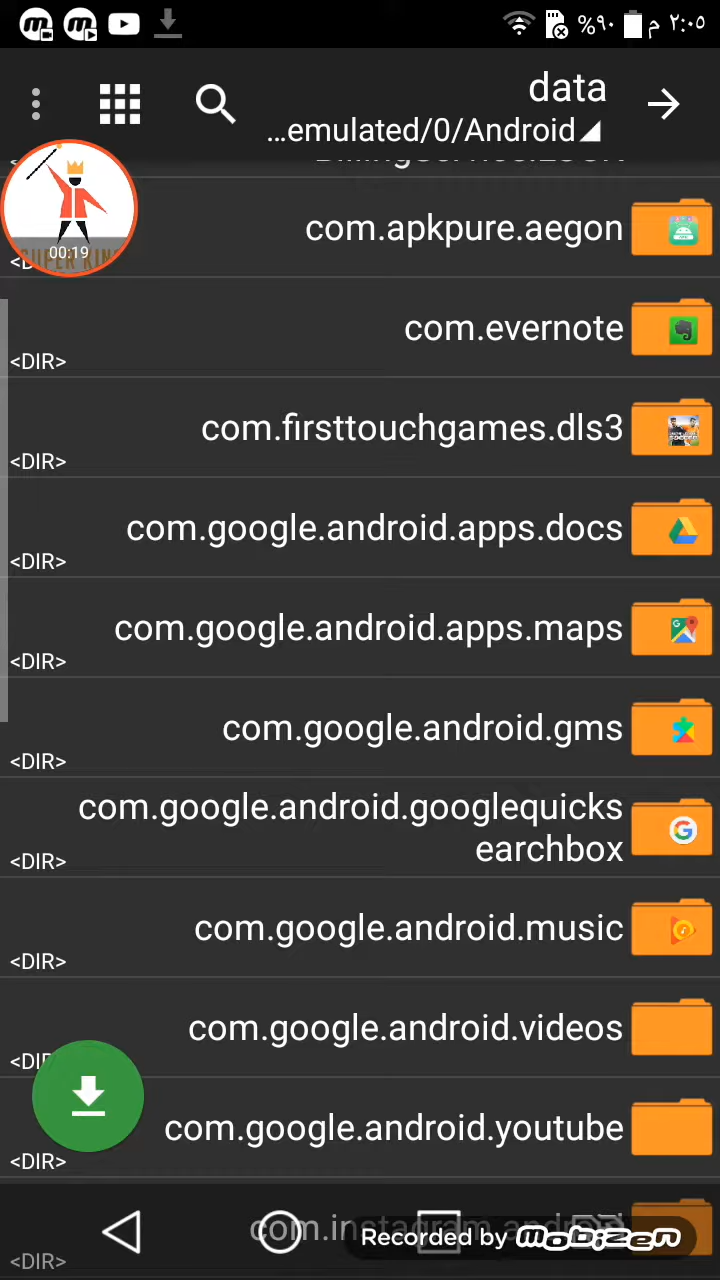 %٩٠ م ٢:٠٥
data
...emulated/0/Android
00:19
com.apkpure.aegon
com.evernote
<DIR>
com.firsttouchgames.dls3
<DIR>
com.google.android.apps.docs
<DIR>
com.google.android.apps.maps
<DIR>
com.google.android.gms
<DIR>
com.google.android.googlequicks
earchbox
<DIR>
com.google.android.music
<DIR>
com.google.android.videos
com.google.android.youtube
<DIR>
Recorded by mobizen
<DIR>